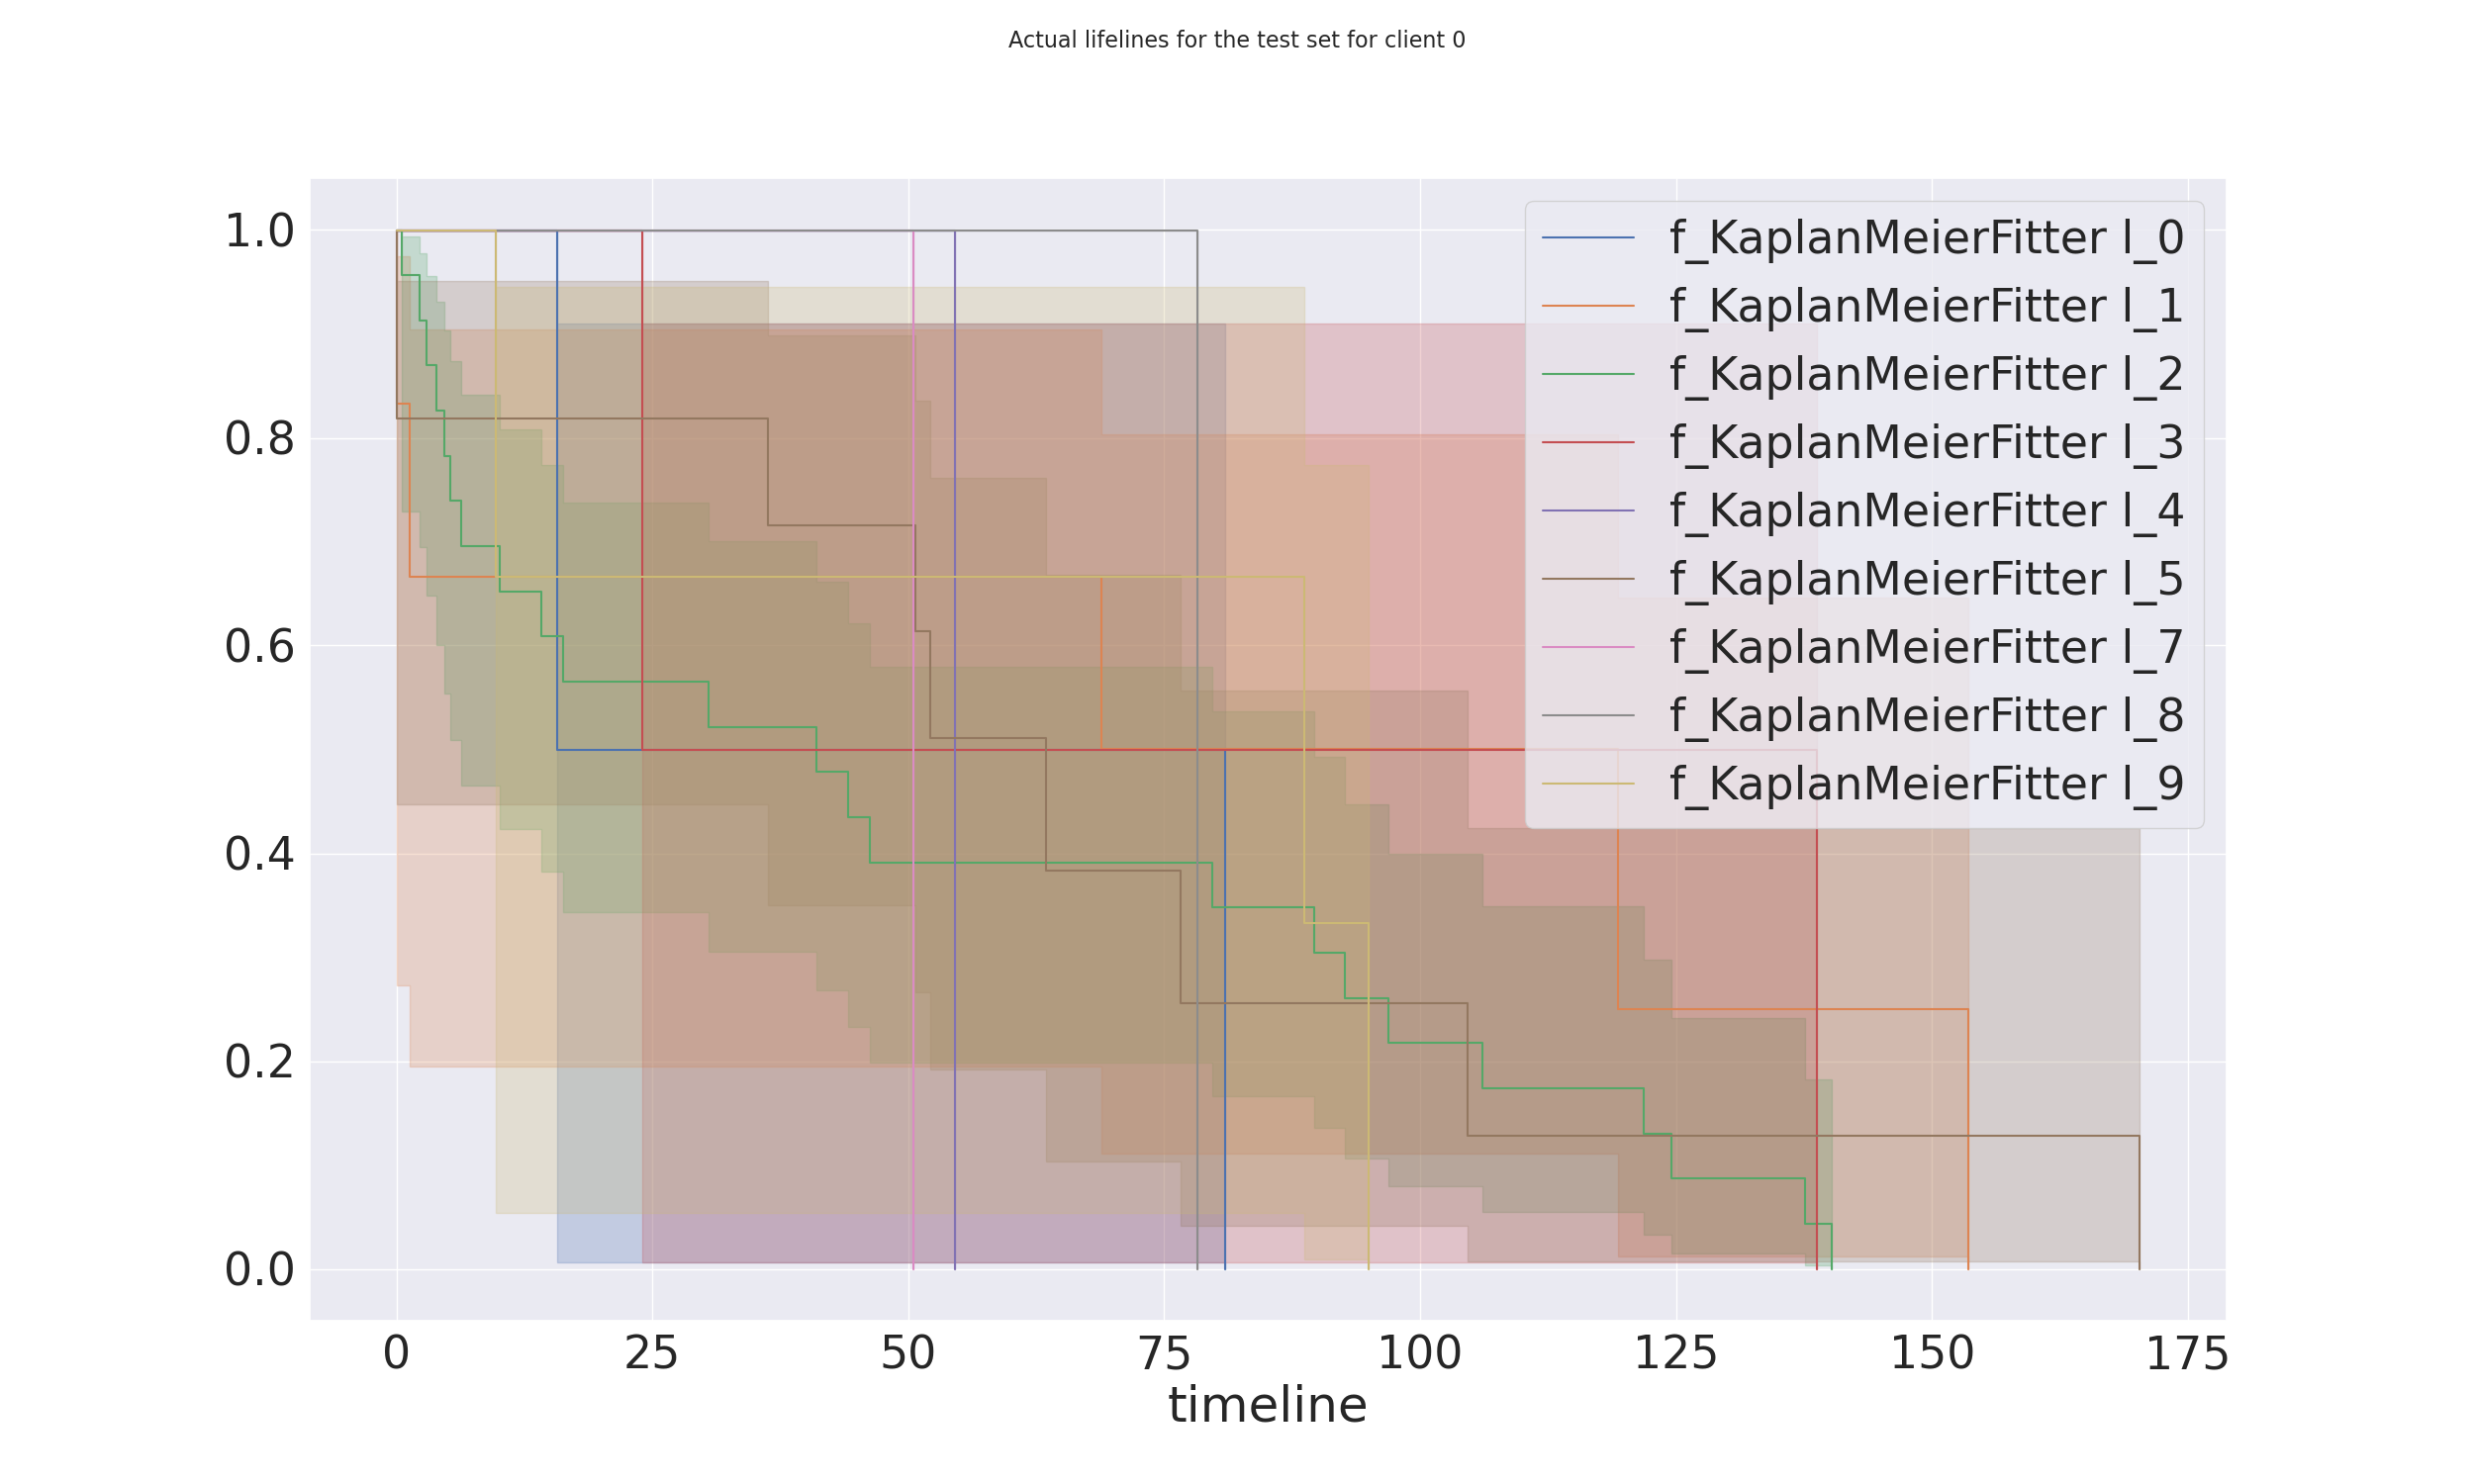 Actual lifelines for the test set for client 0
1.0
0.8
0.6
0.4
0.2
0.0
f_KaplanMeierFitter l_0
f_KaplanMeierFitter l_1
f_KaplanMeierFitter l_2
f_KaplanMeierFitter l_3
f_KaplanMeierFitter l_4
f_KaplanMeierFitter l_5
f_KaplanMeierFitter l_7
f_KaplanMeierFitter l_8
f_KaplanMeierFitter l_9
0 25 50 75 100 125 150 175
timeline